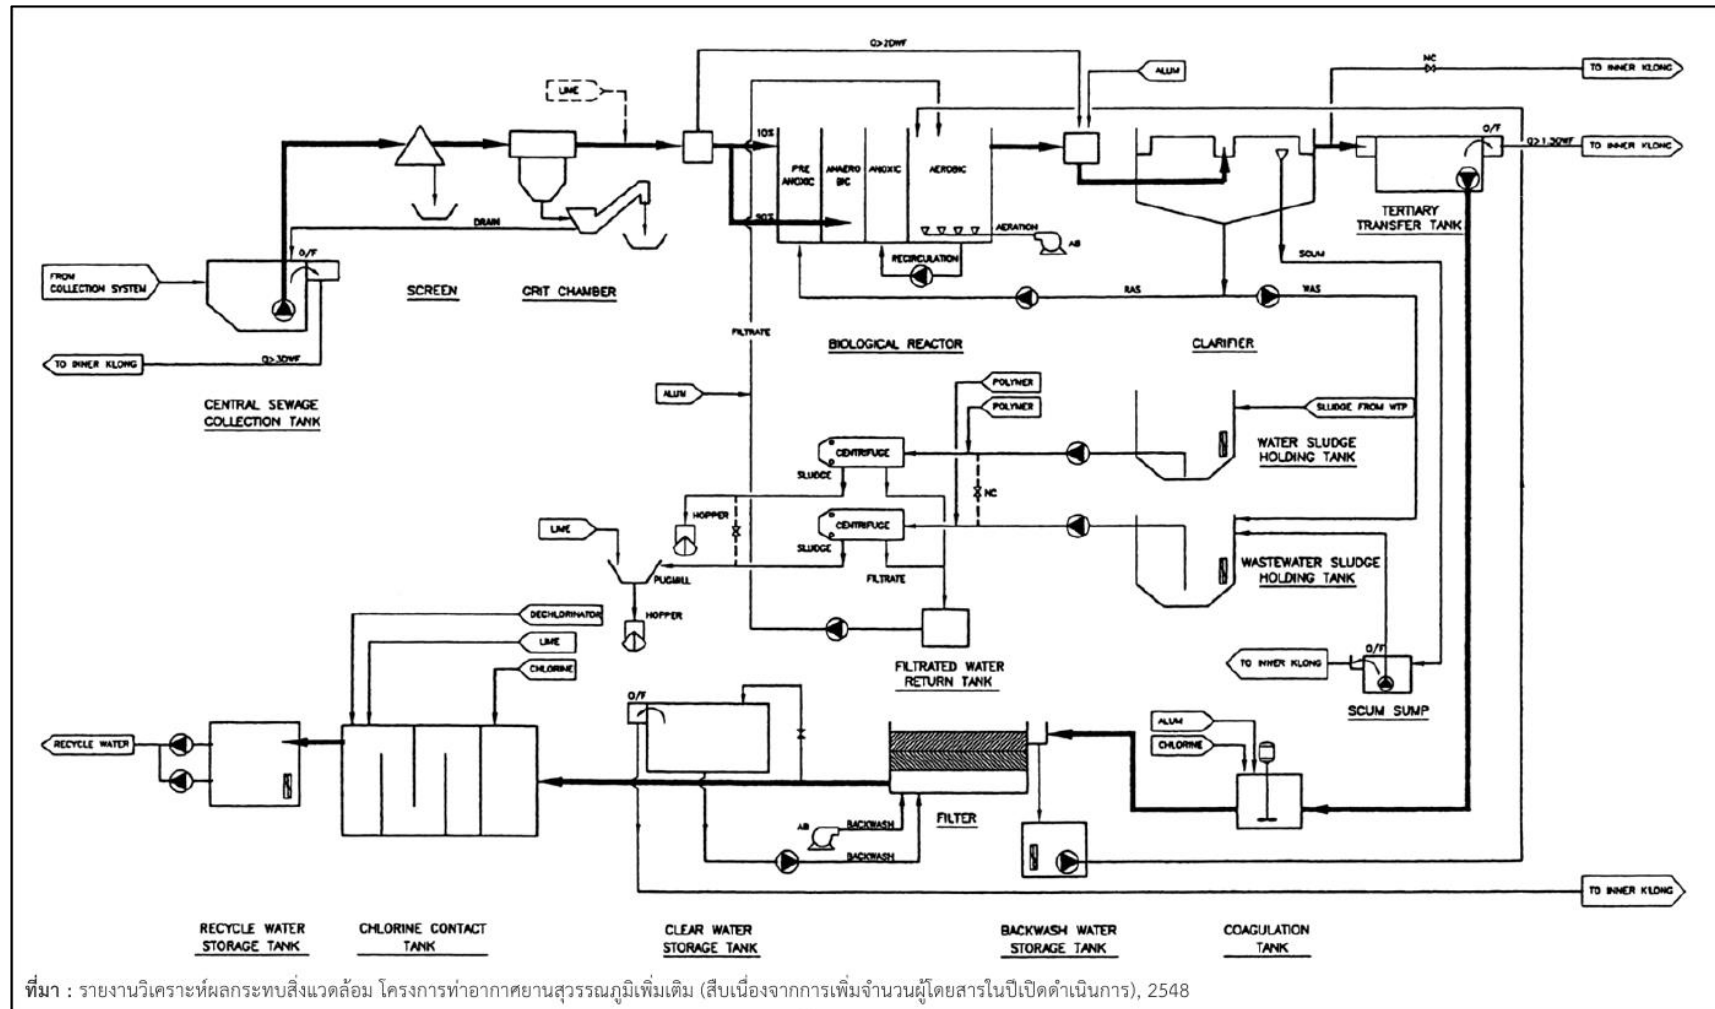 Q>2DWF
NC
ALUM
TO INNER KLONG
LIME
O/F
10%
Q>1.5DWF
TO INNER KLONG
PRE
ANOXIC
ANAERO
BIC
ANOXIC
AEROBIC
TERTIARY
TRANSFER TANK
90%
DRAIN
AERATION
AB
O/F
RECIRCULATION
SCUM
FROM
COLLECTION SYSTEM
SCREEN
GRIT CHAMBER
RAS
WAS
FILTRATE
BIOLOGICAL REACTOR
CLARIFIER
TO INNER KLONG
Q>3DWF
CENTRAL SEWAGE
COLLECTION TANK
ALUM
POLYMER
POLYMER
SLUDGE FROM WTP
WATER SLUDGE
HOLDING TANK
CENTRIFUGE
SLUDGE
NC
HOPPER
LIME
CENTRIFUGE
SLUDGE
PUGMILL
FILTRATE
WASTEWATER SLUDGE
HOLDING TANK
HOPPER
DECHLORINATOR
LIME
CHLORINE
FILTRATED WATER
RETURN TANK
O/F
TO INNER KLONG
SCUM SUMP
O/F
ALUM
CHLORINE
RECYCLE WATER
AB
BACKWASH
FILTER
BACKWASH
TO INNER KLONG
RECYCLE WATER
STORAGE TANK
CHLORINE CONTACT
TANK
CLEAR WATER
STORAGE TANK
BACKWASH WATER
STORAGE TANK
COAGULATION
TANK
ที่มา : รายงานวิเคราะห์ผลกระทบสิ่งแวดล้อม โครงการท่าอากาศยานสุวรรณภูมิเพิ่มเติม (สืบเนื่องจากการเพิ่มจำนวนผู้โดยสารในปีเปิดดำเนินการ), 2548